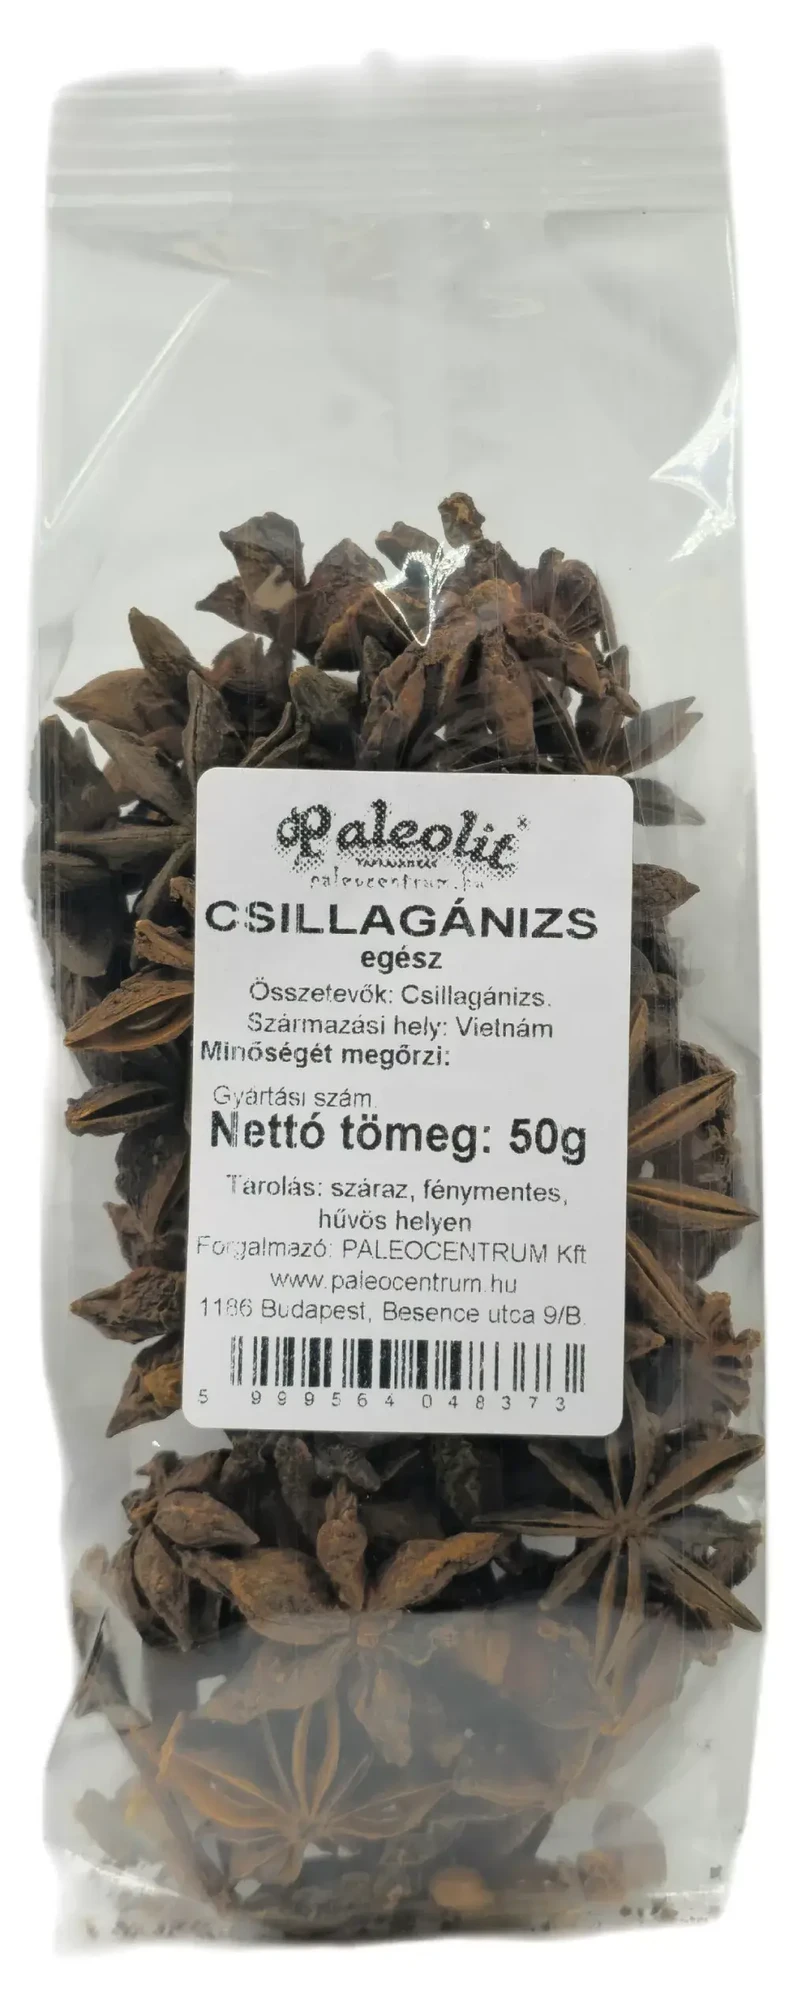 Paleolit
paleocentrum.hu
CSILLAGÁNIZS
egész
Összetevők: Csillagánizs.
Származási hely: Vietnám
Minőségét megőrzi:
Gyártási szám
Nettó tömeg: 50g
Tárolás: száraz, fénymentes,
hűvös helyen
Forgalmazó: PALEOCENTRUM Kft
www.paleocentrum.hu
1186 Budapest, Besence utca 9/B.
5 999564 048373